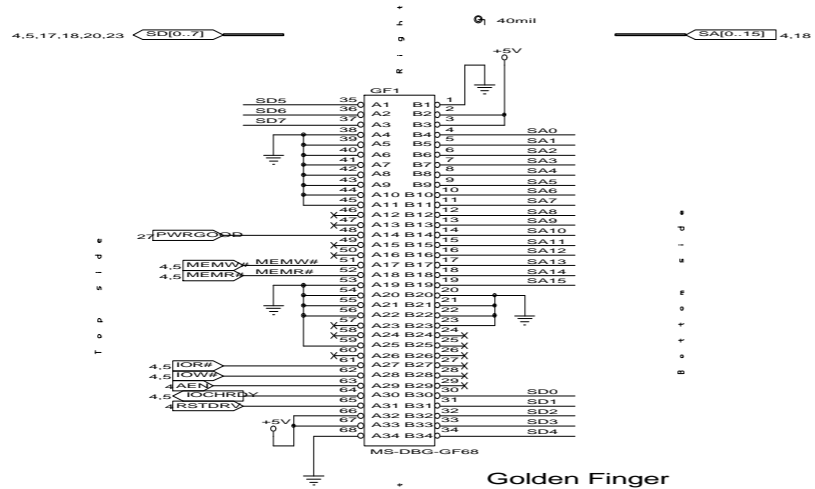 40mil
4,5,17,18,20,23 SD[0..7] SA[0..15] 4,18
Right
+5V
GF1
SD5 35 A1 B1 1
SD6 36 A2 B2 2
SD7 37 A3 B3 3
38 A4 B4 4 SA0
39 A5 B5 5 SA1
40 A6 B6 6 SA2
41 A7 B7 7 SA3
42 A8 B8 8 SA4
43 A9 B9 9 SA5
44 A10 B10 10 SA6
45 A11 B11 11 SA7
46 A12 B12 12 SA8
47 A13 B13 13 SA9
27 PWRGOOD 48 A14 B14 14 SA10
49 A15 B15 15 SA11
50 A16 B16 16 SA12
4,5 MEMW# MEMW# 51 A17 B17 17 SA13
4,5 MEMR# MEMR# 52 A18 B18 18 SA14
53 A19 B19 19 SA15
54 A20 B20 20
55 A21 B21 21
56 A22 B22 22
57 A23 B23 23
58 A24 B24 24
59 A25 B25 25
60 A26 B26 26
4,5 IOR# 61 A27 B27 27
4,5 IOW# 62 A28 B28 28
4 AEN 63 A29 B29 29
4,5 IOCHRDY 64 A30 B30 30 SD0
4 RSTDRV 65 A31 B31 31 SD1
66 A32 B32 32 SD2
+5V 67 A33 B33 33 SD3
68 A34 B34 34 SD4
MS-DBG-GF68
Top side
Bottom side
Golden Finger